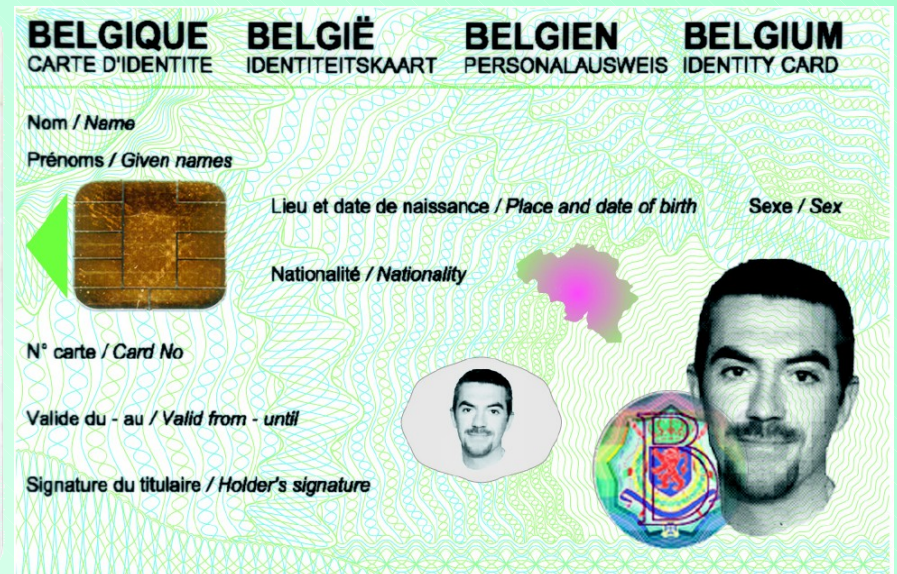 BELGIQUE BELGIË BELGIEN BELGIUM
CARTE D'IDENTITE IDENTITEITSKAART PERSONALAUSWEIS IDENTITY CARD
Nom / Name
Prénoms / Given names
Lieu et date de naissance / Place and date of birth Sexe / Sex
Nationalité / Nationality
N° carte / Card No
Valide du - au / Valid from - until
Signature du titulaire / Holder's signature
B